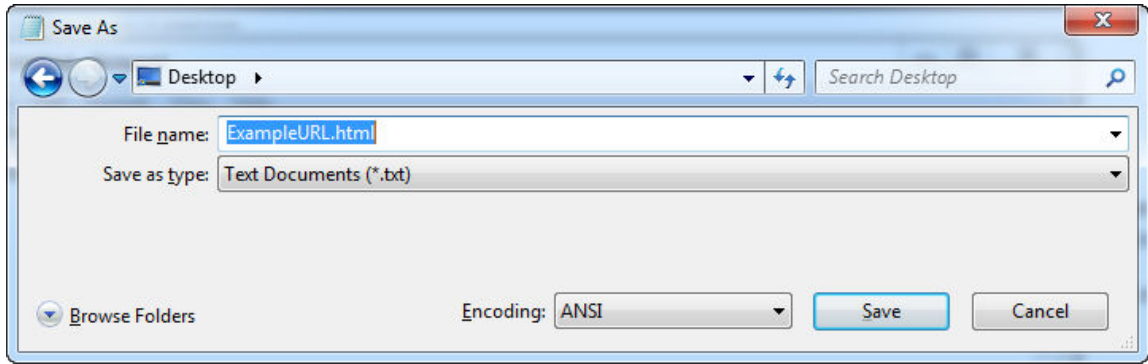 Save As
Desktop
Search Desktop
File name: ExampleURL.html
Save as type: Text Documents (*.txt)
Browse Folders Encoding: ANSI Save Cancel